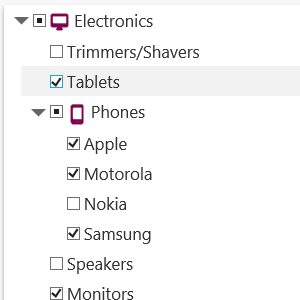 Electronics
Trimmers/Shavers
Tablets
Phones
Apple
Motorola
Nokia
Samsung
Speakers
Monitors